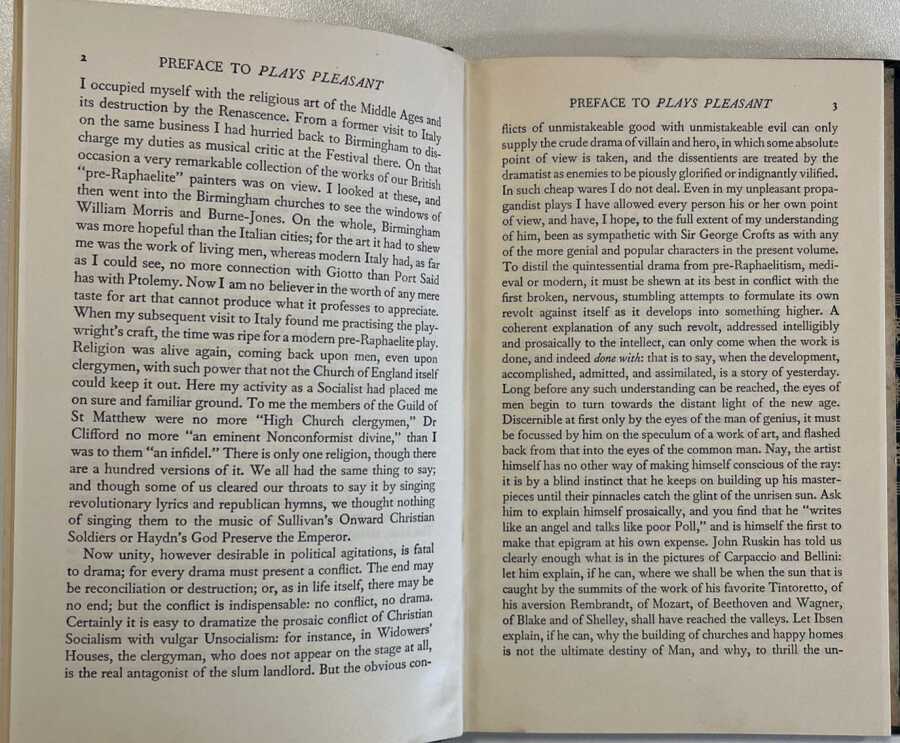 2
PREFACE TO PLAYS PLEASANT
I occupied myself with the religious art of the Middle Ages and
its destruction by the Renascence. From a former visit to Italy
on the same business I had hurried back to Birmingham to dis-
charge my duties as musical critic at the Festival there. On that
occasion a very remarkable collection of the works of our British
"pre-Raphaelite" painters was on view. I looked at these, and
then went into the Birmingham churches to see the windows of
William Morris and Burne-Jones. On the whole, Birmingham
was more hopeful than the Italian cities; for the art it had to shew
me was the work of living men, whereas modern Italy had, as far
as I could see, no more connection with Giotto than Port Said
has with Ptolemy. Now I am no believer in the worth of any mere
taste for art that cannot produce what it professes to appreciate.
When my subsequent visit to Italy found me practising the play-
wright's craft, the time was ripe for a modern pre-Raphaelite play.
Religion was alive again, coming back upon men, even upon
clergymen, with such power that not the Church of England itself
could keep it out. Here my activity as a Socialist had placed me
on sure and familiar ground. To me the members of the Guild of
St Matthew were no more "High Church clergymen," Dr
Clifford no more "an eminent Nonconformist divine," than I
was to them "an infidel." There is only one religion, though there
are a hundred versions of it. We all had the same thing to say;
and though some of us cleared our throats to say it by singing
revolutionary lyrics and republican hymns, we thought nothing
of singing them to the music of Sullivan's Onward Christian
Soldiers or Haydn's God Preserve the Emperor.
Now unity, however desirable in political agitations, is fatal
to drama; for every drama must present a conflict. The end may
be reconciliation or destruction; or, as in life itself, there may be
no end; but the conflict is indispensable: no conflict, no drama.
Certainly it is easy to dramatize the prosaic conflict of Christian
Socialism with vulgar Unsocialism: for instance, in Widowers'
Houses, the clergyman, who does not appear on the stage at all,
is the real antagonist of the slum landlord. But the obvious con-
PREFACE TO PLAYS PLEASANT
3
flicts of unmistakeable good with unmistakeable evil can only
supply the crude drama of villain and hero, in which some absolute
point of view is taken, and the dissentients are treated by the
dramatist as enemies to be piously glorified or indignantly vilified.
In such cheap wares I do not deal. Even in my unpleasant propa-
gandist plays I have allowed every person his or her own point
of view, and have, I hope, to the full extent of my understanding
of him, been as sympathetic with Sir George Crofts as with any
of the more genial and popular characters in the present volume.
To distil the quintessential drama from pre-Raphaelitism, medi-
eval or modern, it must be shewn at its best in conflict with the
first broken, nervous, stumbling attempts to formulate its own
revolt against itself as it develops into something higher. A
coherent explanation of any such revolt, addressed intelligibly
and prosaically to the intellect, can only come when the work is
done, and indeed done with: that is to say, when the development,
accomplished, admitted, and assimilated, is a story of yesterday.
Long before any such understanding can be reached, the eyes of
men begin to turn towards the distant light of the new age.
Discernible at first only by the eyes of the man of genius, it must
be focussed by him on the speculum of a work of art, and flashed
back from that into the eyes of the common man. Nay, the artist
himself has no other way of making himself conscious of the ray:
it is by a blind instinct that he keeps on building up his master-
pieces until their pinnacles catch the glint of the unrisen sun. Ask
him to explain himself prosaically, and you find that he "writes
like an angel and talks like poor Poll," and is himself the first to
make that epigram at his own expense. John Ruskin has told us
clearly enough what is in the pictures of Carpaccio and Bellini:
let him explain, if he can, where we shall be when the sun that is
caught by the summits of the work of his favorite Tintoretto, of
his aversion Rembrandt, of Mozart, of Beethoven and Wagner,
of Blake and of Shelley, shall have reached the valleys. Let Ibsen
explain, if he can, why the building of churches and happy homes
is not the ultimate destiny of Man, and why, to thrill the un-